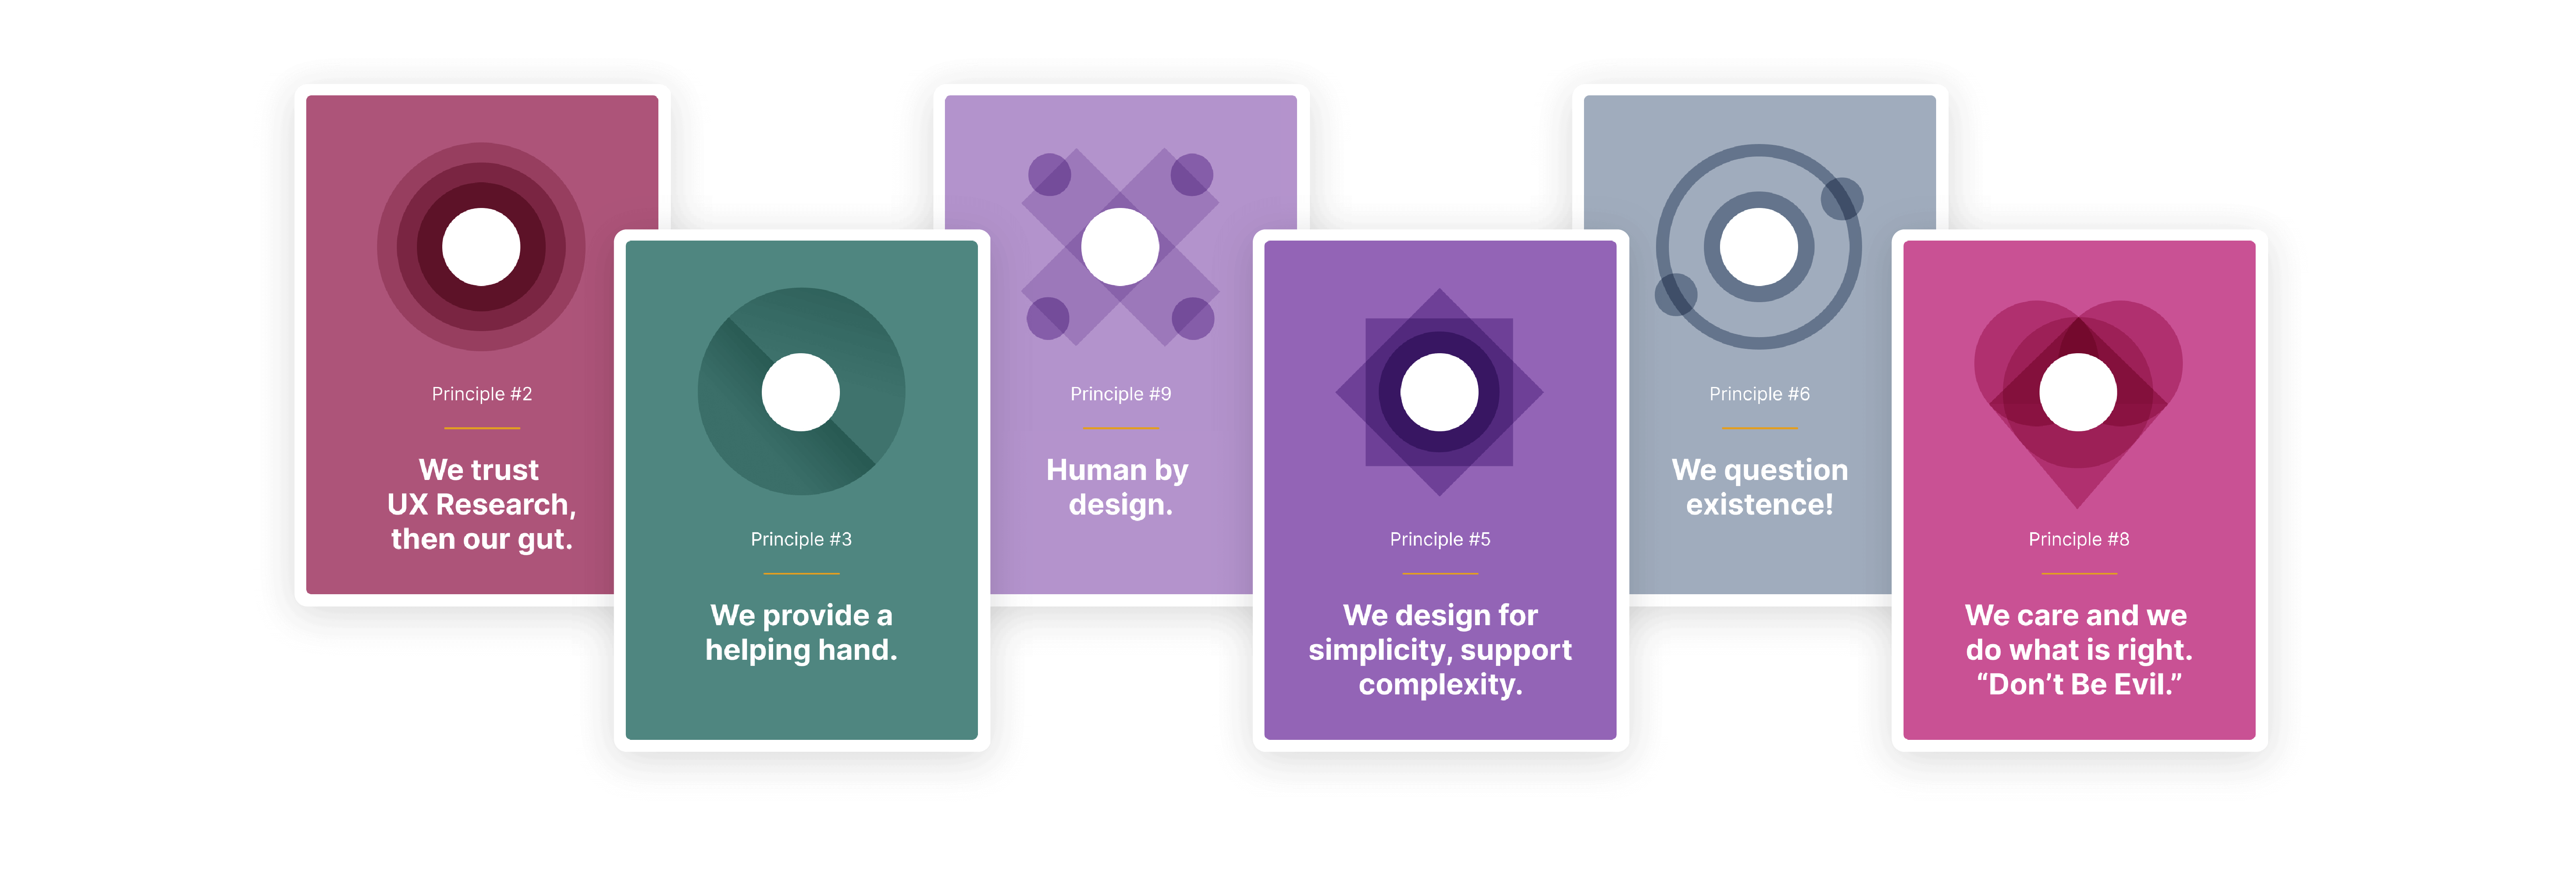 Principle #2
We trust
UX Research,
then our gut.
Principle #3
We provide a
helping hand.
Principle #9
Human by
design.
Principle #5
We design for
simplicity, support
complexity.
Principle #6
We question
existence!
Principle #8
We care and we
do what is right.
“Don’t Be Evil.”